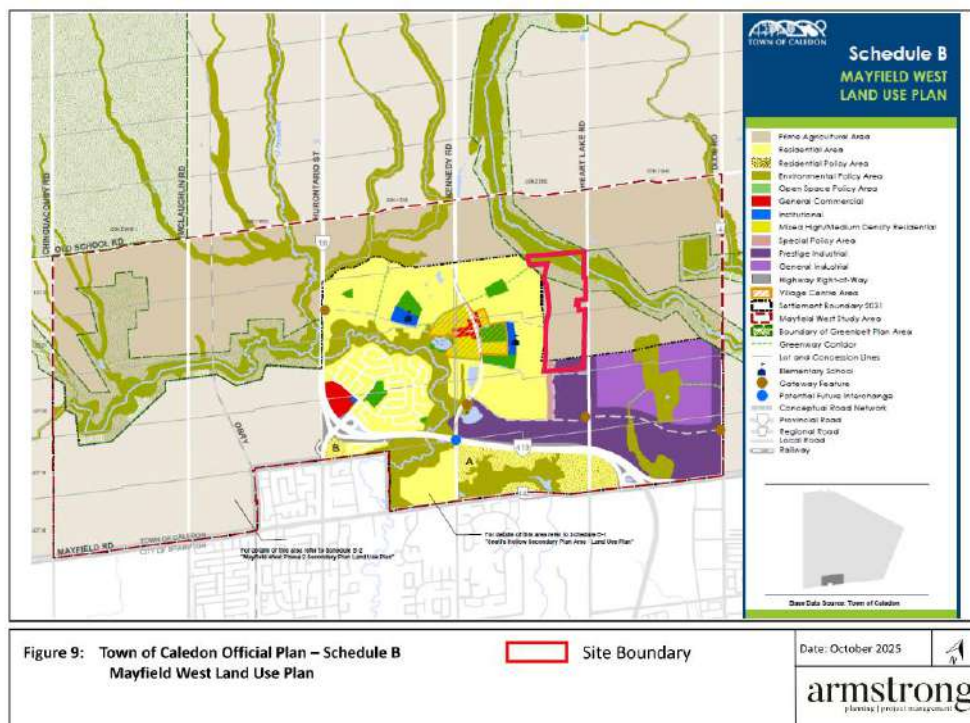 TOWN OF CALEDON
Schedule B
MAYFIELD WEST
LAND USE PLAN
Prime Agricultural Area
Residential Area
Residential Policy Area
Environmental Policy Area
Open Space Policy Area
General Commercial
Institutional
Mixed High/Medium Density Residential
Special Policy Area
Prestige Industrial
General Industrial
Highway Right-of-Way
Village Centre Area
Settlement Boundary 2031
Mayfield West Study Area
Boundary of Greenbelt Plan Area
Greenway Corridor
Lot and Concession Lines
Elementary School
Gateway Feature
Potential Future Interchange
Conceptual Road Network
Provincial Road
Regional Road
Local Road
Railway
Base Data Source: Town of Caledon
CHINGUACOUSY RD
OLD SCHOOL RD
MCLAUGHLIN RD
HURONTARIO ST
KENNEDY RD
HEART LAKE RD
DIXIE RD
10
410
B
A
MAYFIELD RD
TOWN OF CALEDON
CITY OF BRAMPTON
For details of this area refer to Schedule B-2
"Mayfield West Phase 2 Secondary Plan Land Use Plan"
For details of this area refer to Schedule C-1
"Snell's Hollow Secondary Plan Area - Land Use Plan"
Figure 9: Town of Caledon Official Plan – Schedule B
Mayfield West Land Use Plan
Site Boundary
Date: October 2025
N
armstrong
planning | project management